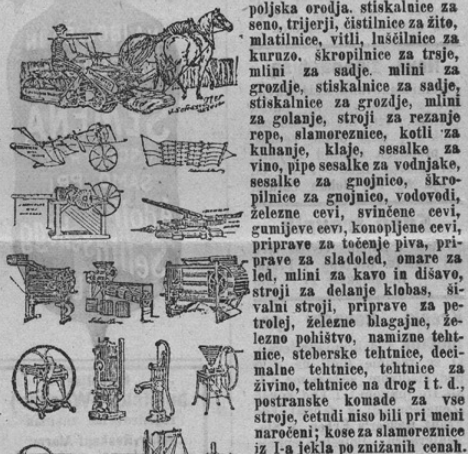 poljska orodja. stiskalnice za
seno, trijerji, čistilnice za žito,
mlatilnice, vitli, luščilnice za
kuruzo. škropilnice za trsje,
mlini za sadje. mlini za
grozdje, stiskalnice za sadje,
stiskalnice za grozdje, mlini
za golanje, stroji za rezanje
repe, slamoreznice, kotli za
kuhanje, klaje, sesalke za
vino, pipe sesalke za vodnjake,
sesalke za gnojnico, škro-
pilnice za gnojnico, vodovodi,
železne cevi, svinčene cevi,
gumijeve cevi, konopljene cevi,
priprave za točenje piva, pri-
prave za sladoled, omare za
led, mlini za kavo in dišavo,
stroji za delanje klobas, ši-
valni stroji, priprave za pe-
trolej, železne blagajne, že-
lezno pohištvo, namizne teht-
nice, steberske tehtnice, deci-
malne tehtnice, tehtnice za
živino, tehtnice na drog i t. d.,
postranske komade za vse
stroje, četudi niso bili pri meni
naročeni; kose za slamoreznice
iz I-a jekla po znižanih cenah.